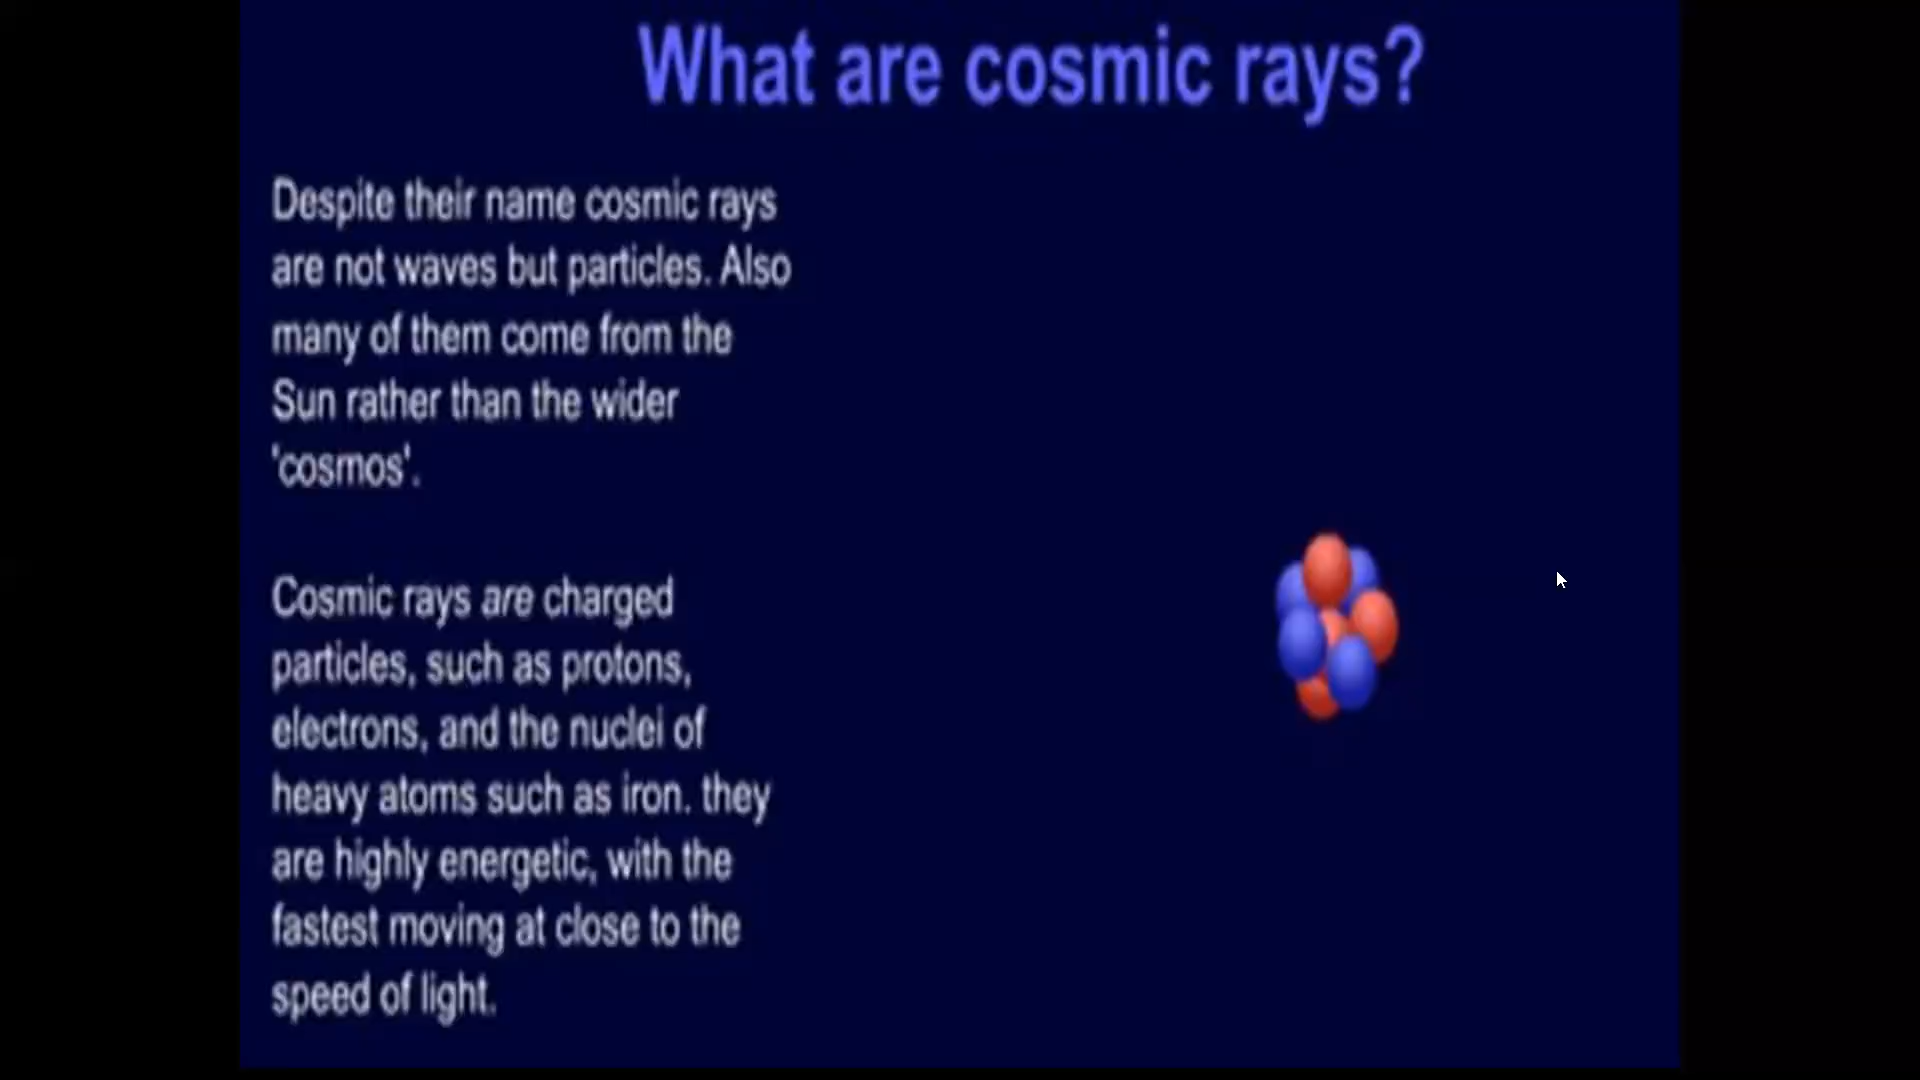 What are cosmic rays?
Despite their name cosmic rays
are not waves but particles. Also
many of them come from the
Sun rather than the wider
'cosmos'.
Cosmic rays are charged
particles, such as protons,
electrons, and the nuclei of
heavy atoms such as iron. they
are highly energetic, with the
fastest moving at close to the
speed of light.